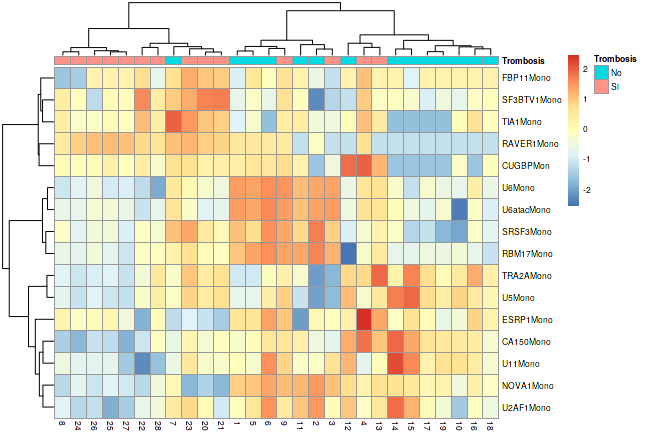 Trombosis
FBP11Mono
SF3BTV1Mono
TIA1Mono
RAVER1Mono
CUGBPMon
U6Mono
U6atacMono
SRSF3Mono
RBM17Mono
TRA2AMono
U5Mono
ESRP1Mono
CA150Mono
U11Mono
NOVA1Mono
U2AF1Mono
8 24 26 25 27 22 28 7 23 20 21 1 5 6 9 11 2 3 12 4 13 14 15 17 19 10 16 18
2
1
0
-1
-2
Trombosis
No
SI